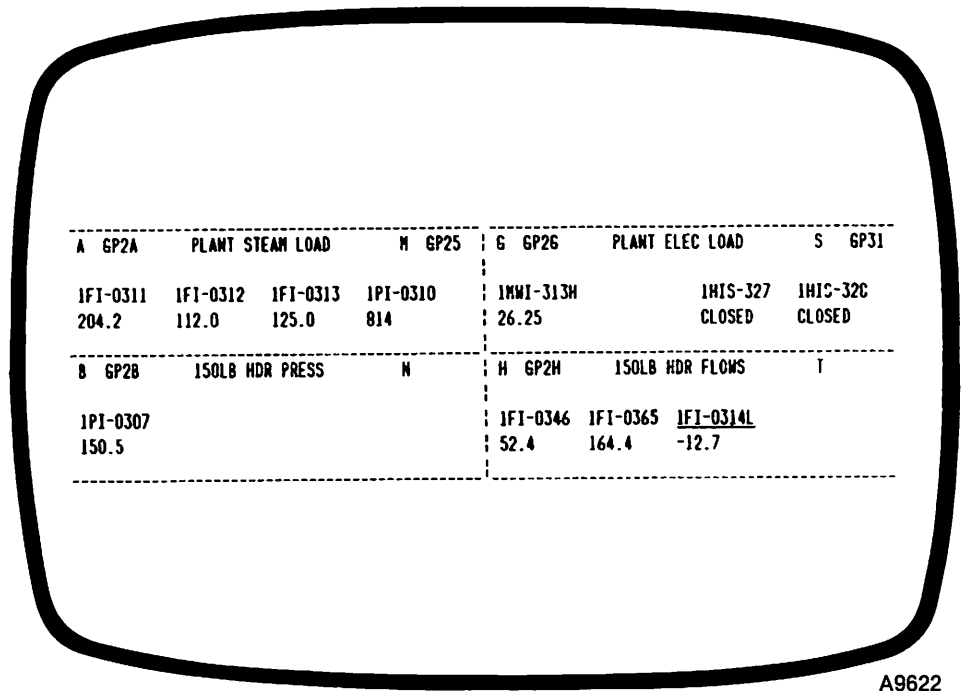 A GP2A PLANT STEAM LOAD M GP25
1FI-0311 1FI-0312 1FI-0313 1PI-0310
204.2 112.0 125.0 814
G GP2G PLANT ELEC LOAD S GP31
1MWI-313H 1HIS-327 1HIS-32C
26.25 CLOSED CLOSED
B GP2B 150LB HDR PRESS N
1PI-0307
150.5
H GP2H 150LB HDR FLOWS T
1FI-0346 1FI-0365 1FI-0314L
52.4 164.4 -12.7
A9622